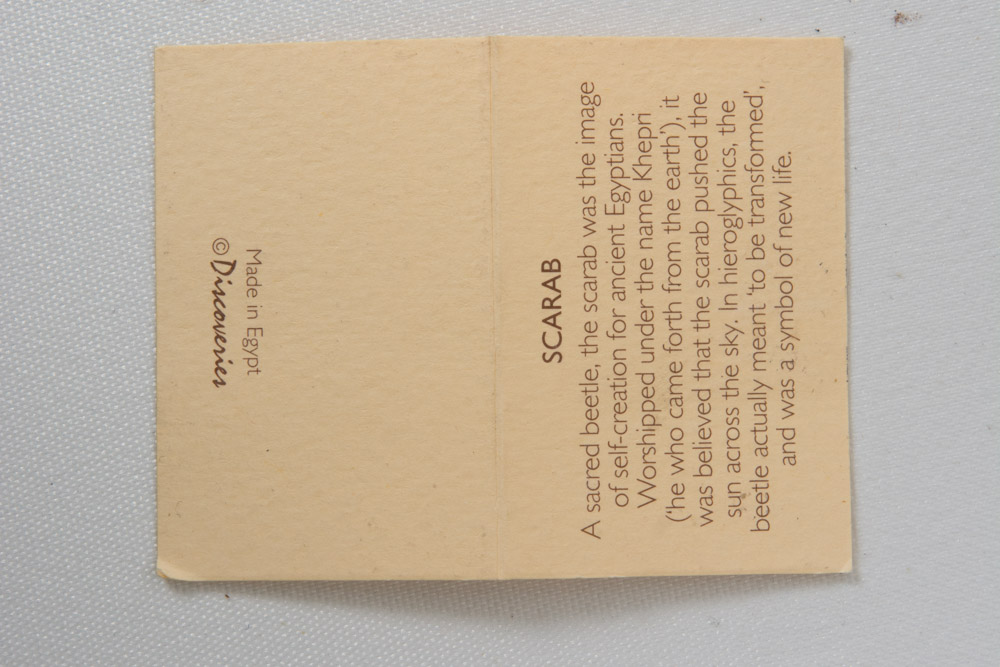 SCARAB
A sacred beetle, the scarab was the image
of self-creation for ancient Egyptians.
Worshipped under the name Khepri
('he who came forth from the earth'), it
was believed that the scarab pushed the
sun across the sky. In hieroglyphics, the
beetle actually meant 'to be transformed',
and was a symbol of new life.
Made in Egypt
©Discoveries